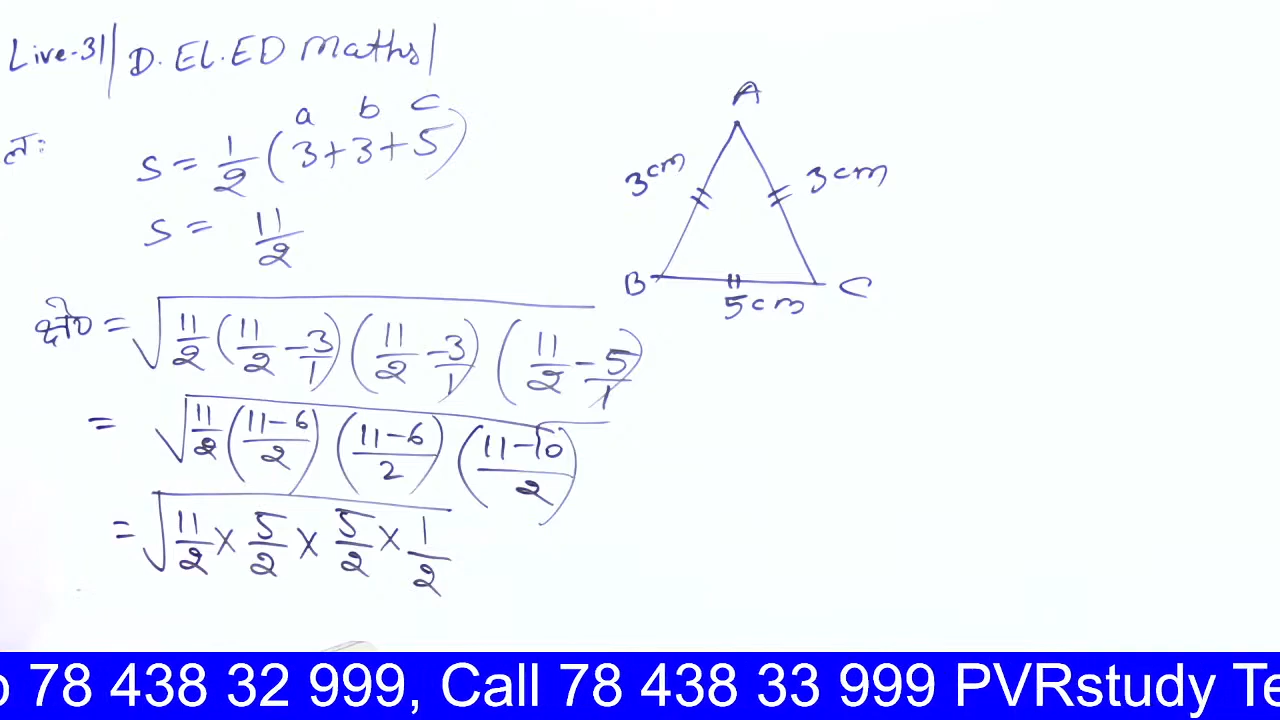 Live-31| D. El. ED Maths|
a b c
लः S = 1/2 (3+3+5)
S = 11/2
क्षे० = √(11/2 (11/2 - 3/1) (11/2 - 3/1) (11/2 - 5/1))
= √(11/2 ((11-6)/2) ((11-6)/2) ((11-10)/2))
= √(11/2 × 5/2 × 5/2 × 1/2)
A
3cm 3cm
B C
5cm
78 438 32 999, Call 78 438 33 999 PVRstudy Te